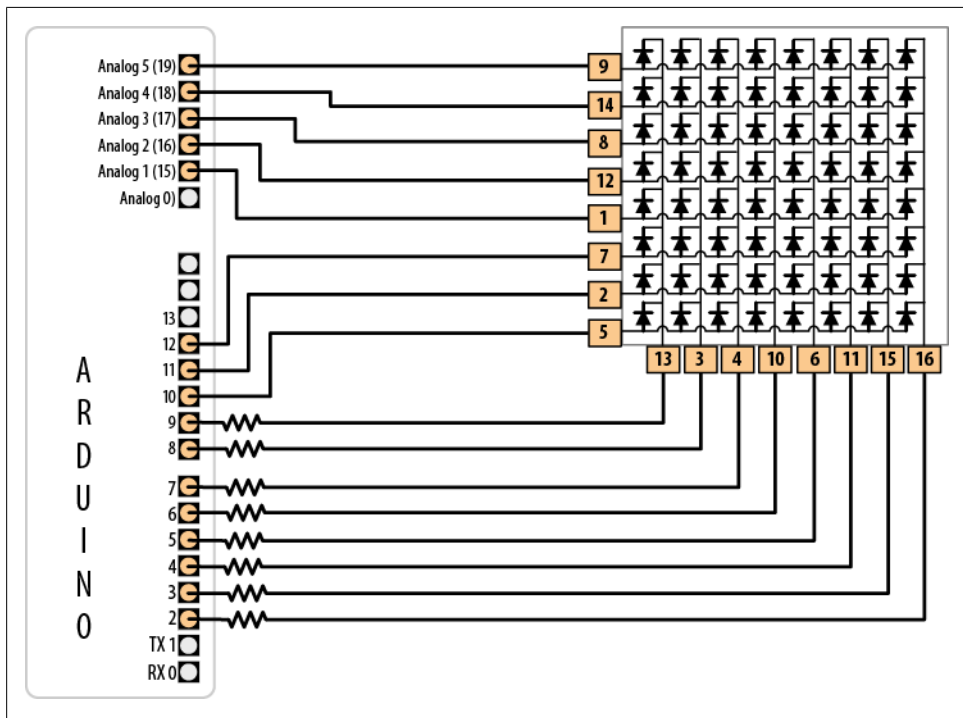 Analog 5 (19)
Analog 4 (18)
Analog 3 (17)
Analog 2 (16)
Analog 1 (15)
Analog 0)
13
12
11
10
9
8
7
6
5
4
3
2
TX 1
RX 0
ARDUINO
9
14
8
12
1
7
2
5
13 3 4 10 6 11 15 16